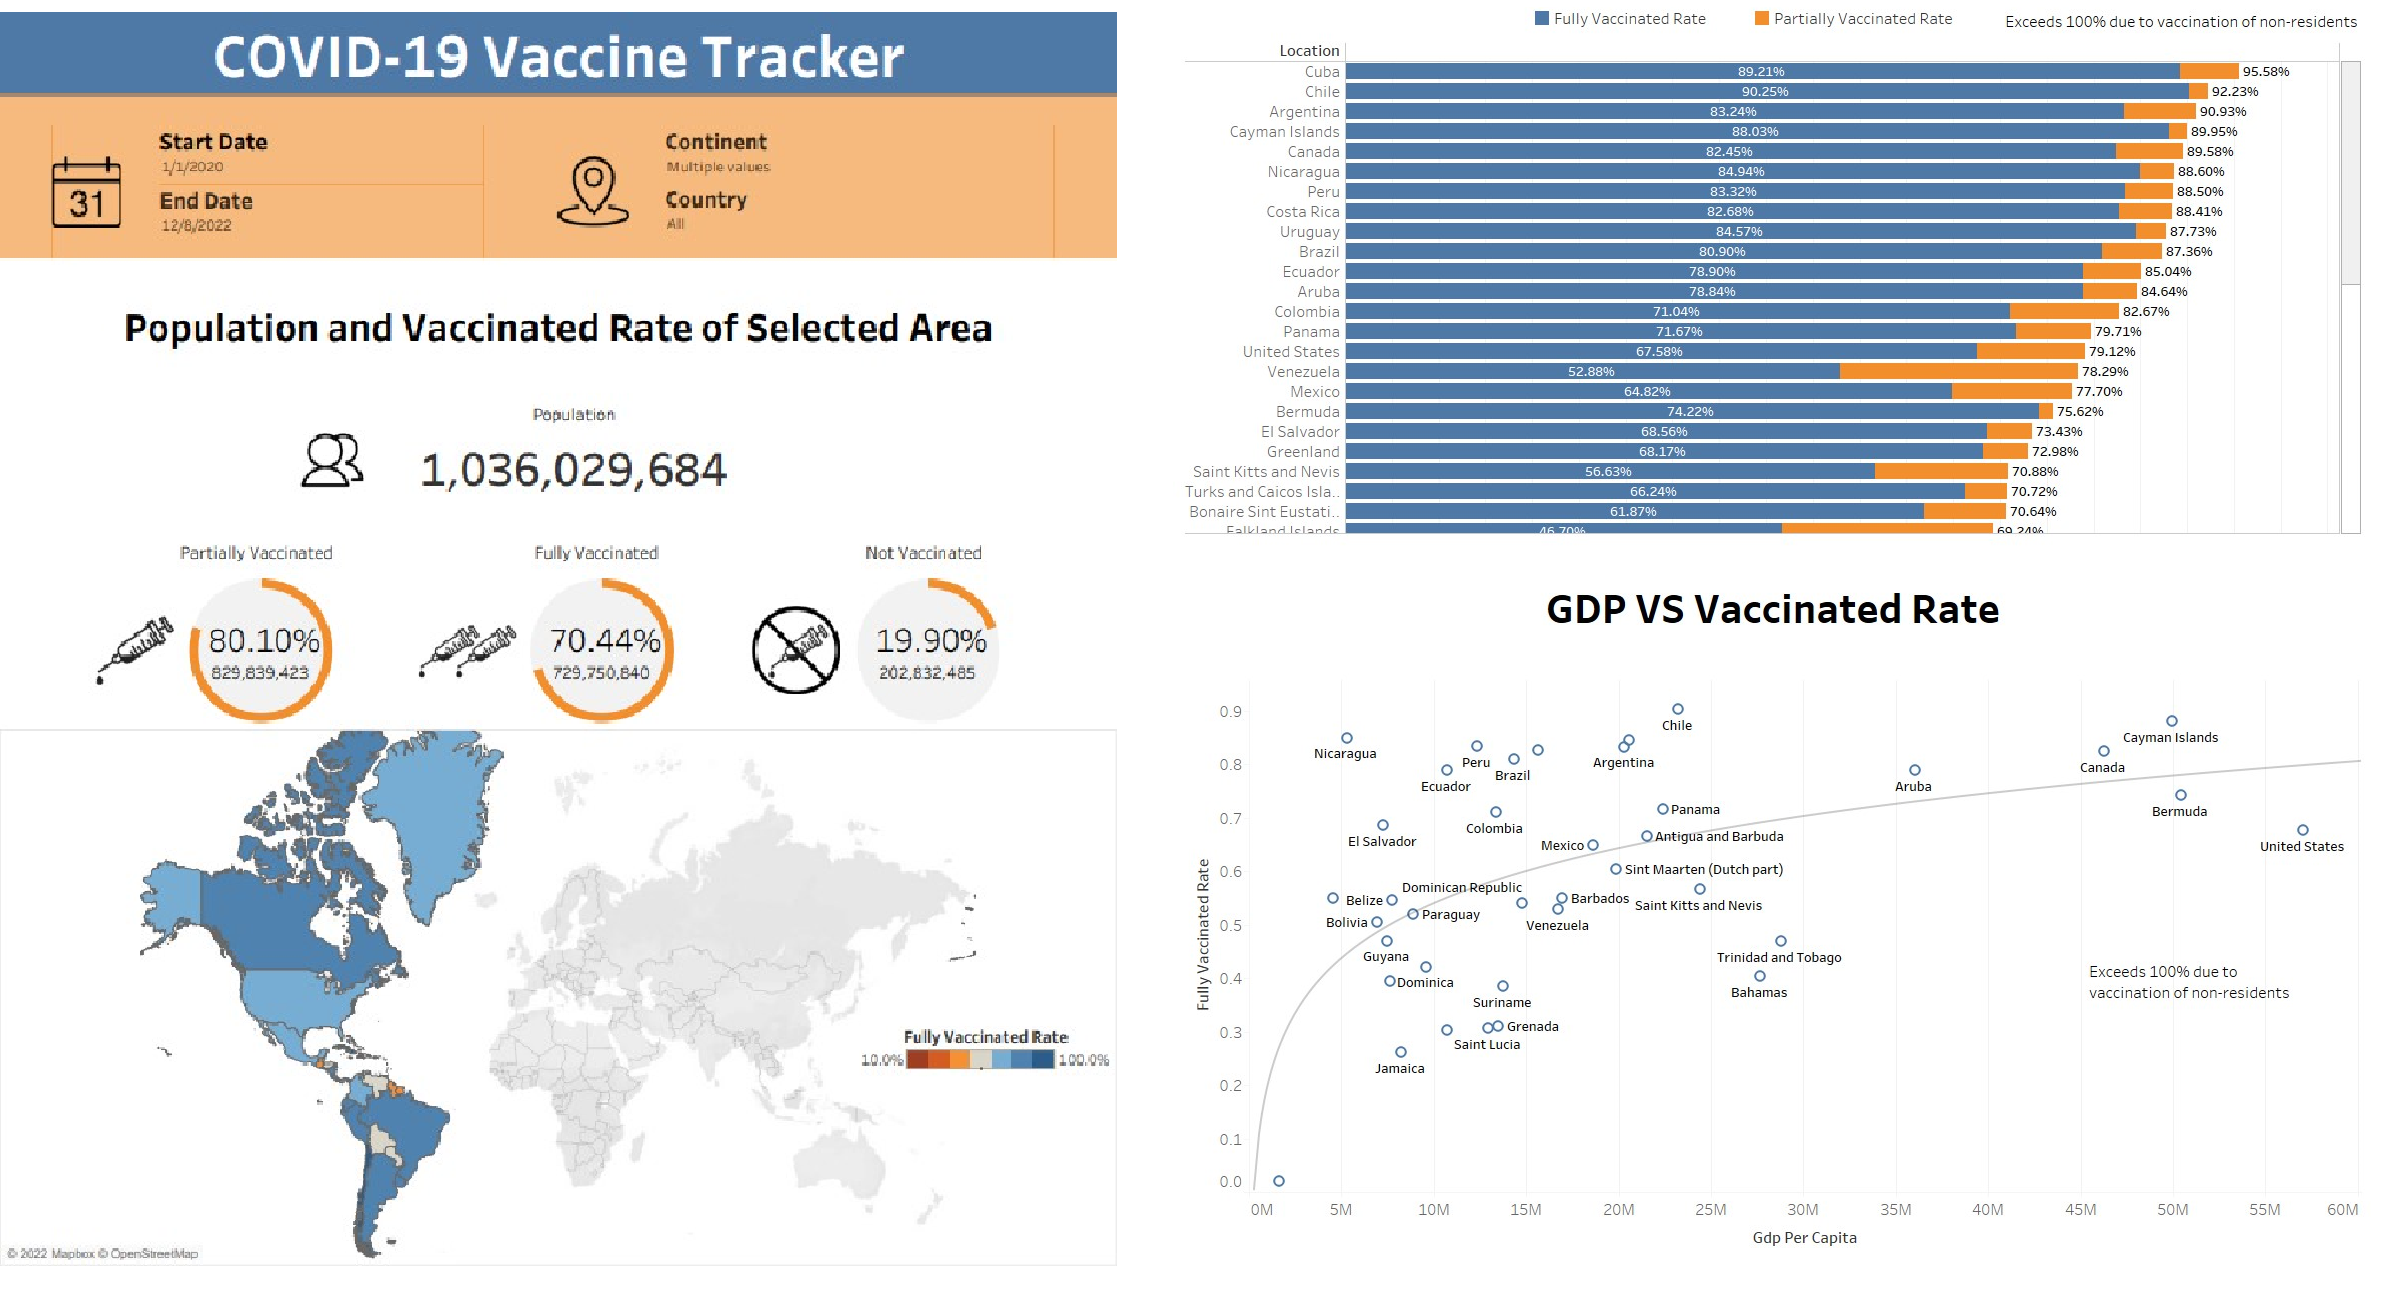 COVID-19 Vaccine Tracker
Start Date
1/1/2020
End Date
12/8/2022
31
Continent
Multiple values
Country
All
Population and Vaccinated Rate of Selected Area
Population
1,036,029,684
Partially Vaccinated
80.10%
829,839,423
Fully Vaccinated
70.44%
729,750,840
Not Vaccinated
19.90%
202,832,485
Fully Vaccinated Rate
10.0% 100.0%
© 2022 Mapbox © OpenStreetMap
Fully Vaccinated Rate Partially Vaccinated Rate Exceeds 100% due to vaccination of non-residents
Location
Cuba 89.21% 95.58%
Chile 90.25% 92.23%
Argentina 83.24% 90.93%
Cayman Islands 88.03% 89.95%
Canada 82.45% 89.58%
Nicaragua 84.94% 88.60%
Peru 83.32% 88.50%
Costa Rica 82.68% 88.41%
Uruguay 84.57% 87.73%
Brazil 80.90% 87.36%
Ecuador 78.90% 85.04%
Aruba 78.84% 84.64%
Colombia 71.04% 82.67%
Panama 71.67% 79.71%
United States 67.58% 79.12%
Venezuela 52.88% 78.29%
Mexico 64.82% 77.70%
Bermuda 74.22% 75.62%
El Salvador 68.56% 73.43%
Greenland 68.17% 72.98%
Saint Kitts and Nevis 56.63% 70.88%
Turks and Caicos Isla.. 66.24% 70.72%
Bonaire Sint Eustati.. 61.87% 70.64%
Falkland Islands 46.70% 69.24%
GDP VS Vaccinated Rate
Fully Vaccinated Rate
0.9
0.8
0.7
0.6
0.5
0.4
0.3
0.2
0.1
0.0
Chile
Cayman Islands
Nicaragua
Peru
Argentina
Canada
Brazil
Ecuador
Aruba
Panama
Bermuda
Colombia
Antigua and Barbuda
El Salvador
Mexico
United States
Sint Maarten (Dutch part)
Dominican Republic
Belize
Barbados
Saint Kitts and Nevis
Paraguay
Bolivia
Venezuela
Guyana
Trinidad and Tobago
Exceeds 100% due to
vaccination of non-residents
Dominica
Bahamas
Suriname
Grenada
Saint Lucia
Jamaica
0M 5M 10M 15M 20M 25M 30M 35M 40M 45M 50M 55M 60M
Gdp Per Capita